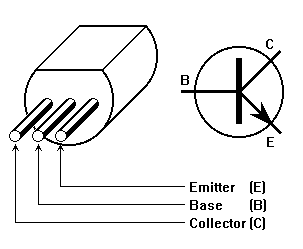 C
B
E
Emitter (E)
Base (B)
Collector (C)